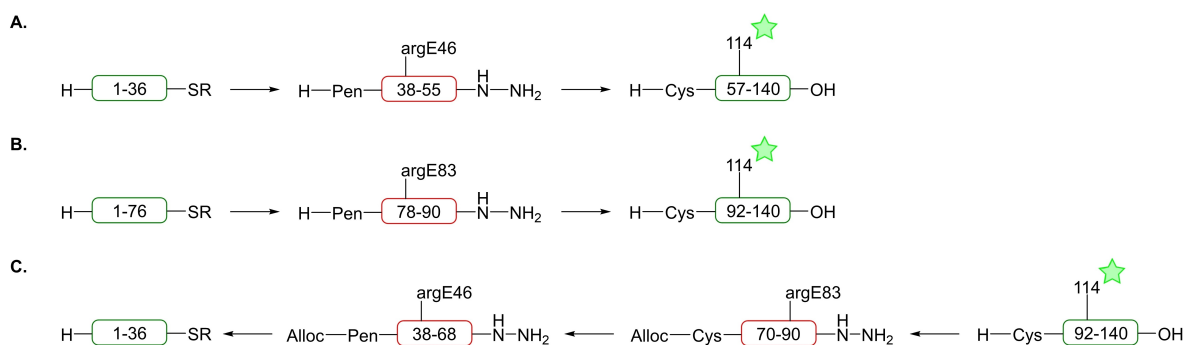 A.
argE46
114
H
1-36
SR
H
Pen
38-55
H
N
NH2
H
Cys
57-140
OH
B.
argE83
114
H
1-76
SR
H
Pen
78-90
H
N
NH2
H
Cys
92-140
OH
C.
argE46
argE83
114
H
1-36
SR
Alloc
Pen
38-68
H
N
NH2
Alloc
Cys
70-90
H
N
NH2
H
Cys
92-140
OH